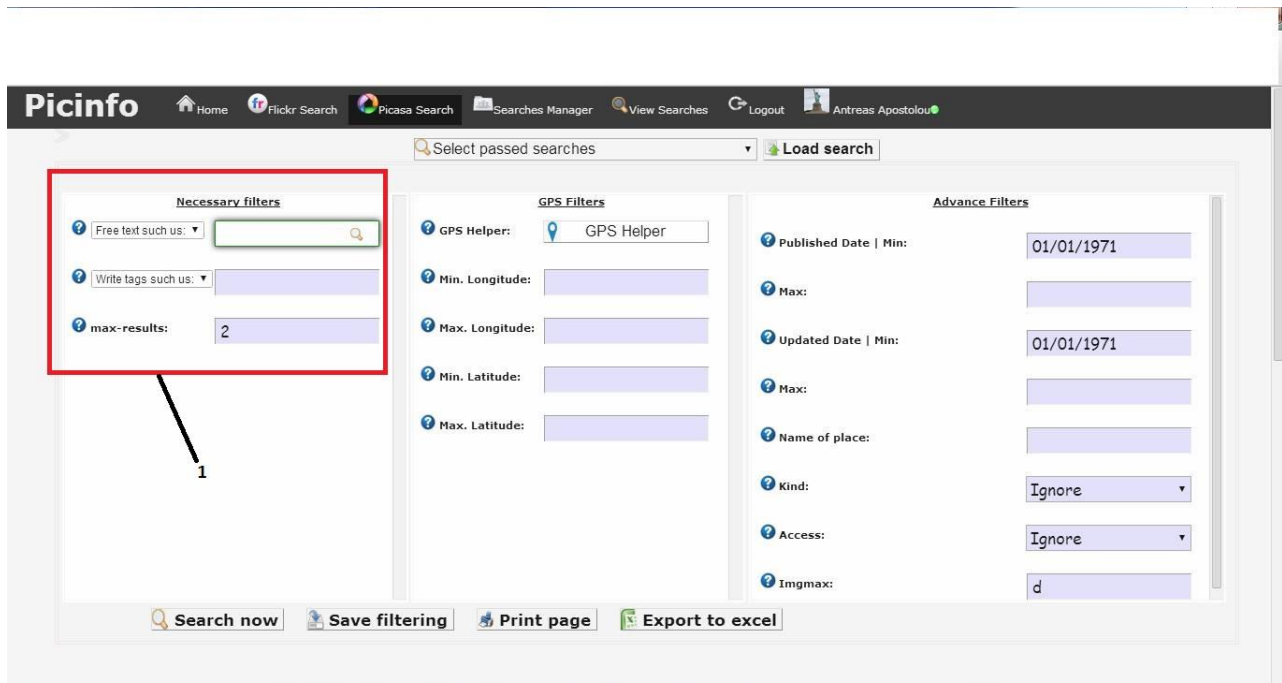 Picinfo Home Flickr Search Picasa Search Searches Manager View Searches Logout Antreas Apostolou
Select passed searches Load search
Necessary filters
Free text such us:
Write tags such us:
max-results: 2
1
GPS Filters
GPS Helper: GPS Helper
Min. Longitude:
Max. Longitude:
Min. Latitude:
Max. Latitude:
Advance Filters
Published Date | Min: 01/01/1971
Max:
Updated Date | Min: 01/01/1971
Max:
Name of place:
Kind: Ignore
Access: Ignore
Imgmax: d
Search now Save filtering Print page Export to excel